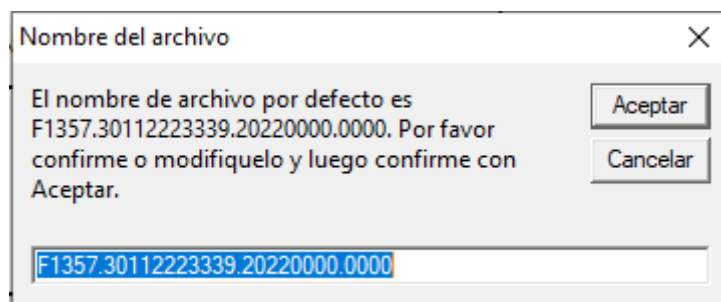 Nombre del archivo
El nombre de archivo por defecto es
F1357.30112223339.20220000.0000. Por favor
confirme o modifiquelo y luego confirme con
Aceptar.
Aceptar
Cancelar
F1357.30112223339.20220000.0000